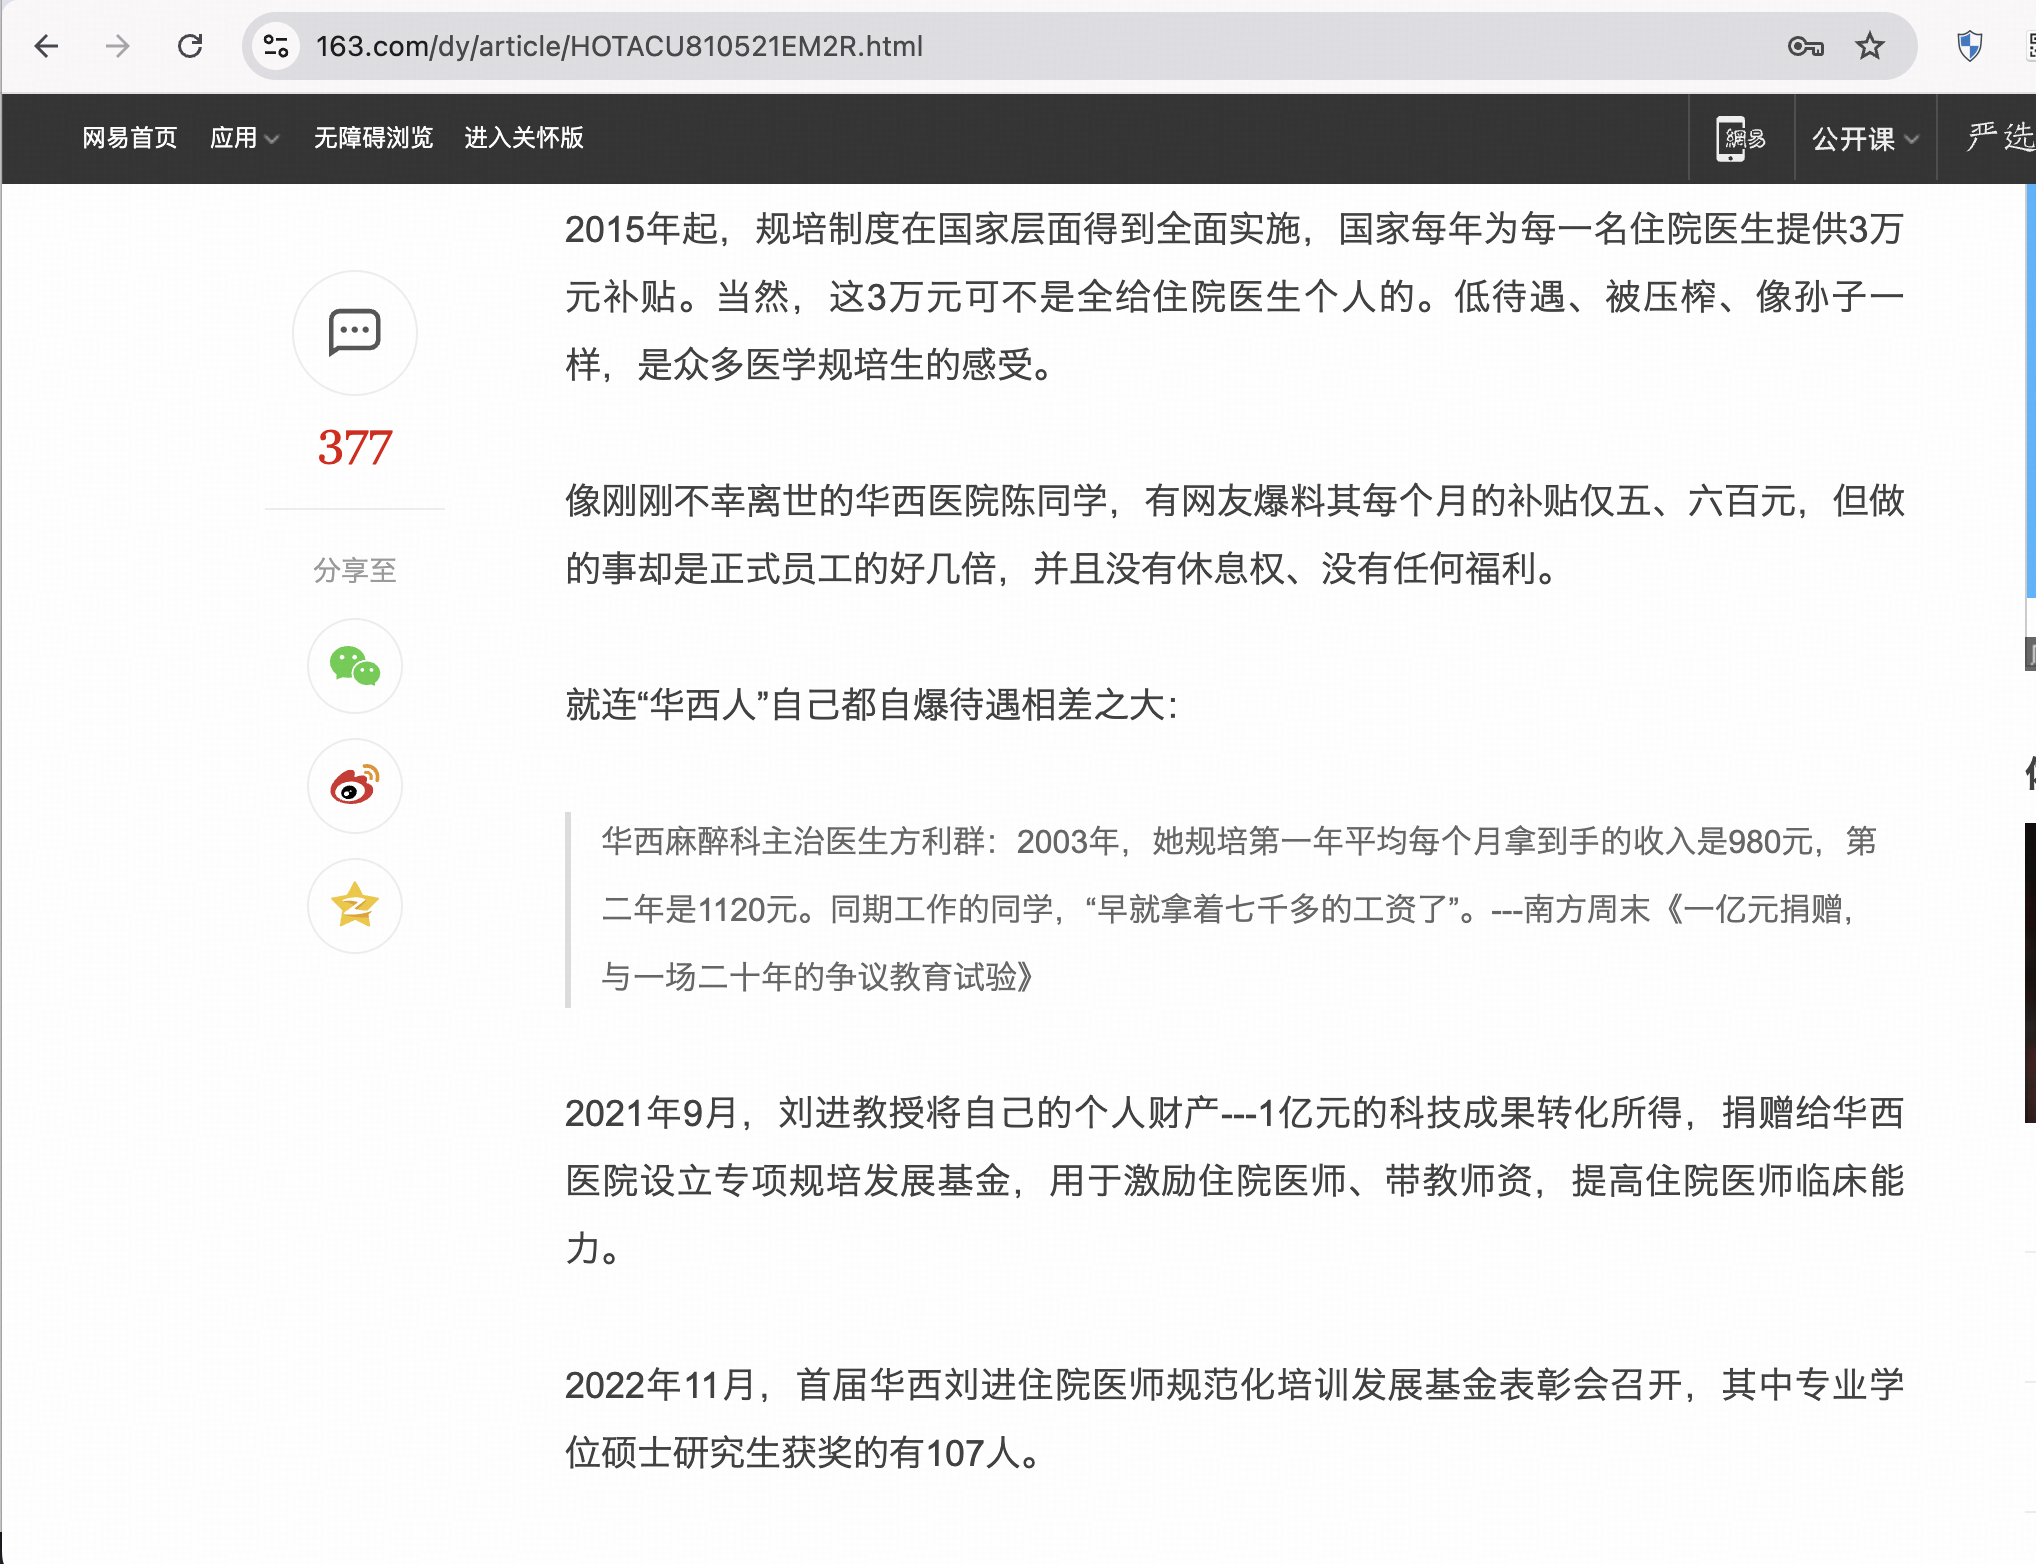 163.com/dy/article/HOTACU810521EM2R.html
网易首页 应用 无障碍浏览 进入关怀版 網易 公开课 严选
2015年起，规培制度在国家层面得到全面实施，国家每年为每一名住院医生提供3万
元补贴。当然，这3万元可不是全给住院医生个人的。低待遇、被压榨、像孙子一
样，是众多医学规培生的感受。
377
像刚刚不幸离世的华西医院陈同学，有网友爆料其每个月的补贴仅五、六百元，但做
的事却是正式员工的好几倍，并且没有休息权、没有任何福利。
分享至
就连“华西人”自己都自爆待遇相差之大：
华西麻醉科主治医生方利群：2003年，她规培第一年平均每个月拿到手的收入是980元，第
二年是1120元。同期工作的同学，“早就拿着七千多的工资了”。---南方周末《一亿元捐赠，
与一场二十年的争议教育试验》
2021年9月，刘进教授将自己的个人财产---1亿元的科技成果转化所得，捐赠给华西
医院设立专项规培发展基金，用于激励住院医师、带教师资，提高住院医师临床能
力。
2022年11月，首届华西刘进住院医师规范化培训发展基金表彰会召开，其中专业学
位硕士研究生获奖的有107人。